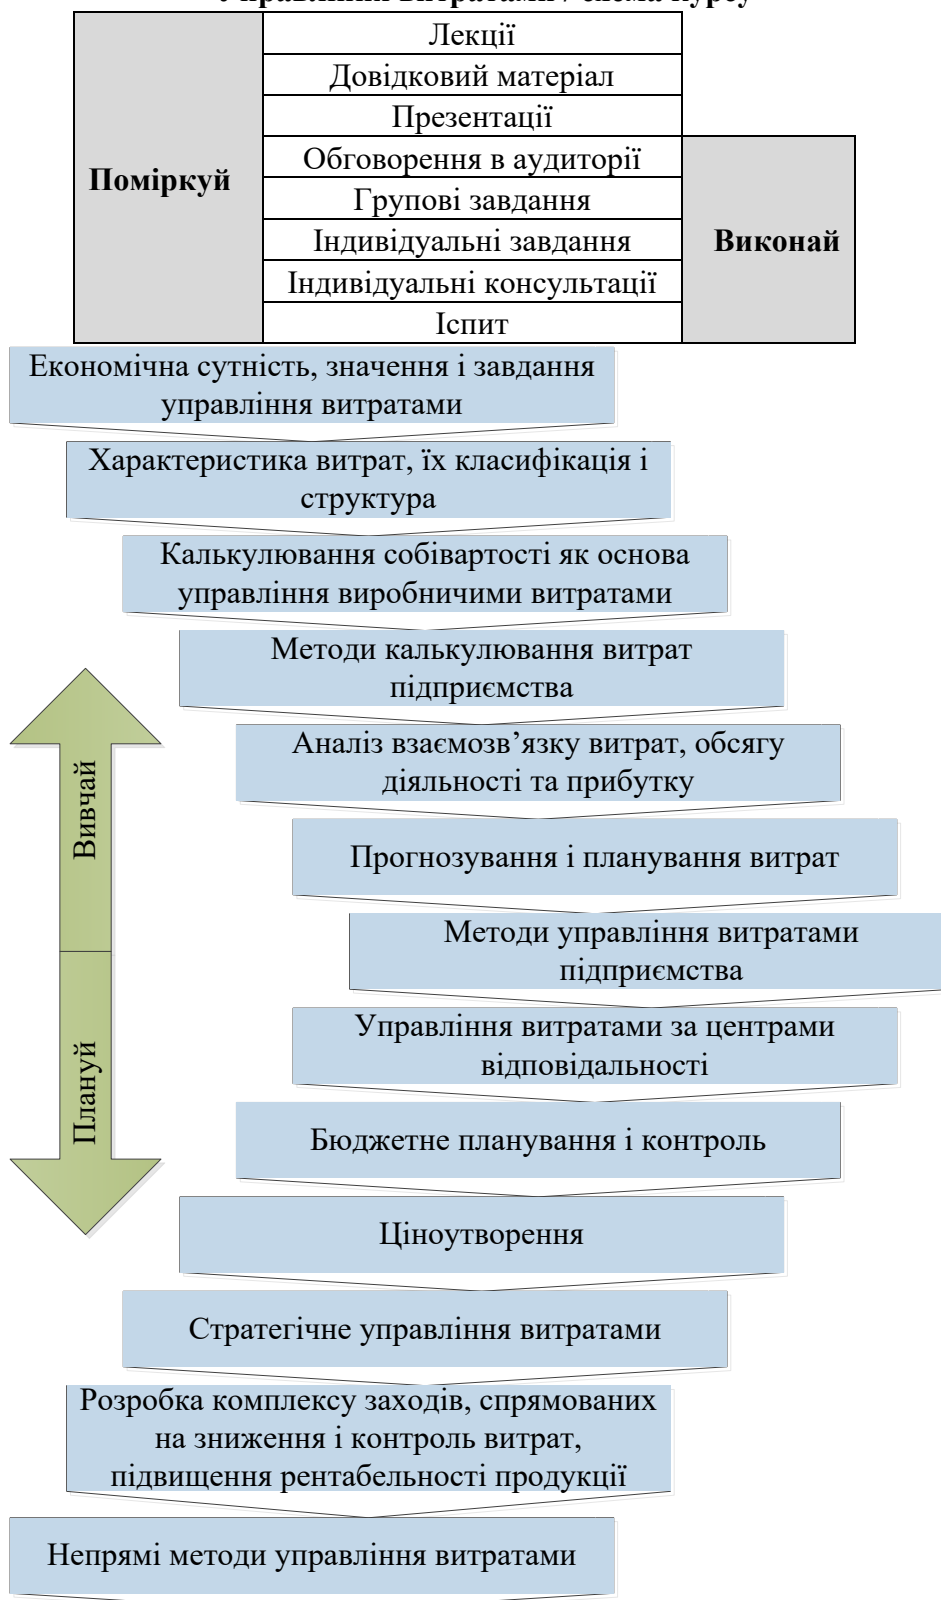 Управління витратами / схема курсу
Лекції
Довідковий матеріал
Презентації
Поміркуй
Обговорення в аудиторії
Групові завдання
Індивідуальні завдання
Виконай
Індивідуальні консультації
Іспит
Економічна сутність, значення і завдання
управління витратами
Характеристика витрат, їх класифікація і
структура
Калькулювання собівартості як основа
управління виробничими витратами
Методи калькулювання витрат
підприємства
Аналіз взаємозв’язку витрат, обсягу
діяльності та прибутку
Вивчай
Прогнозування і планування витрат
Методи управління витратами
підприємства
Управління витратами за центрами
відповідальності
Плануй
Бюджетне планування і контроль
Ціноутворення
Стратегічне управління витратами
Розробка комплексу заходів, спрямованих
на зниження і контроль витрат,
підвищення рентабельності продукції
Непрямі методи управління витратами